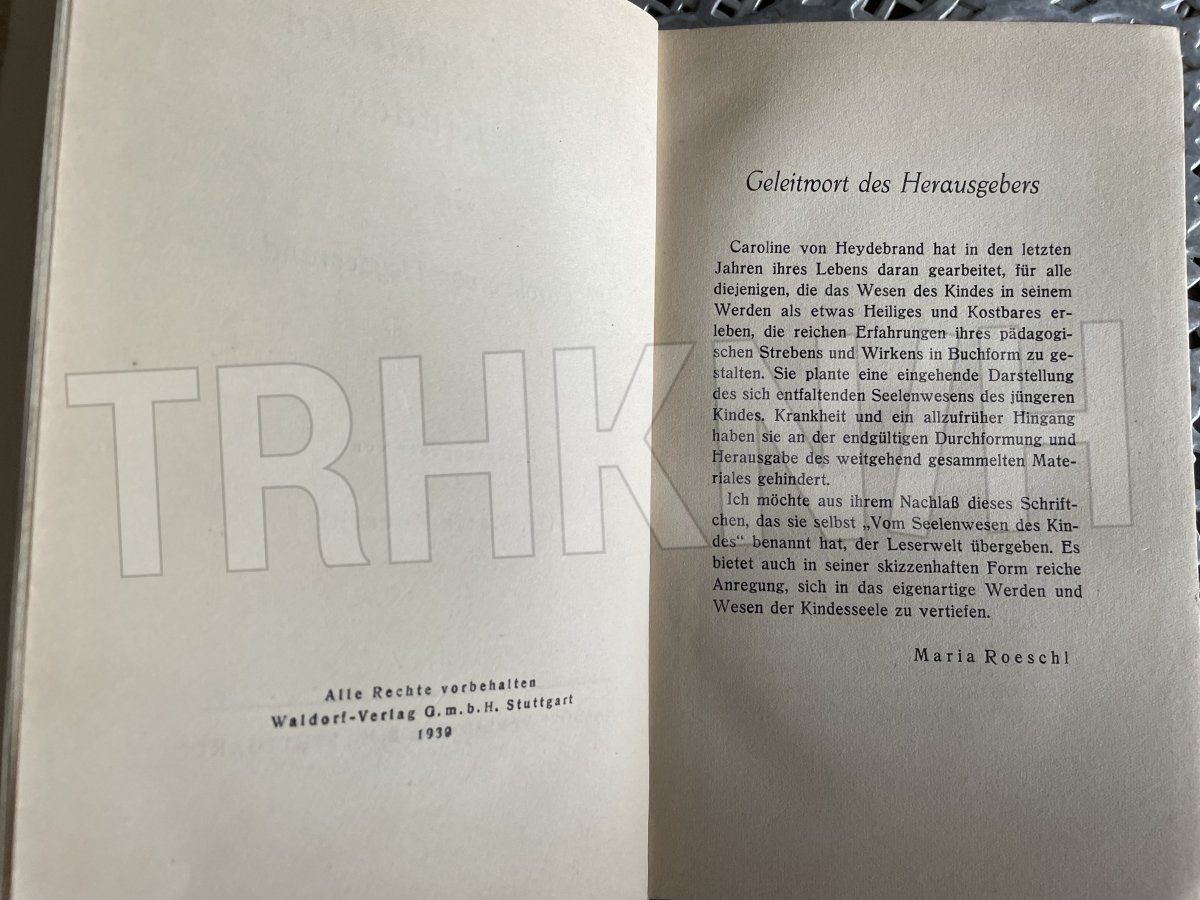 Alle Rechte vorbehalten
Waldorf-Verlag G.m.b.H. Stuttgart
1939
Geleitwort des Herausgebers
Caroline von Heydebrand hat in den letzten
Jahren ihres Lebens daran gearbeitet, für alle
diejenigen, die das Wesen des Kindes in seinem
Werden als etwas Heiliges und Kostbares er-
leben, die reichen Erfahrungen ihres pädagogi-
schen Strebens und Wirkens in Buchform zu ge-
stalten. Sie plante eine eingehende Darstellung
des sich entfaltenden Seelenwesens des jüngeren
Kindes. Krankheit und ein allzufrüher Hingang
haben sie an der endgültigen Durchformung und
Herausgabe des weitgehend gesammelten Mate-
riales gehindert.
Ich möchte aus ihrem Nachlaß dieses Schrift-
chen, das sie selbst „Vom Seelenwesen des Kin-
des“ benannt hat, der Leserwelt übergeben. Es
bietet auch in seiner skizzenhaften Form reiche
Anregung, sich in das eigenartige Werden und
Wesen der Kindesseele zu vertiefen.
Maria Roeschl
TRHKNVH